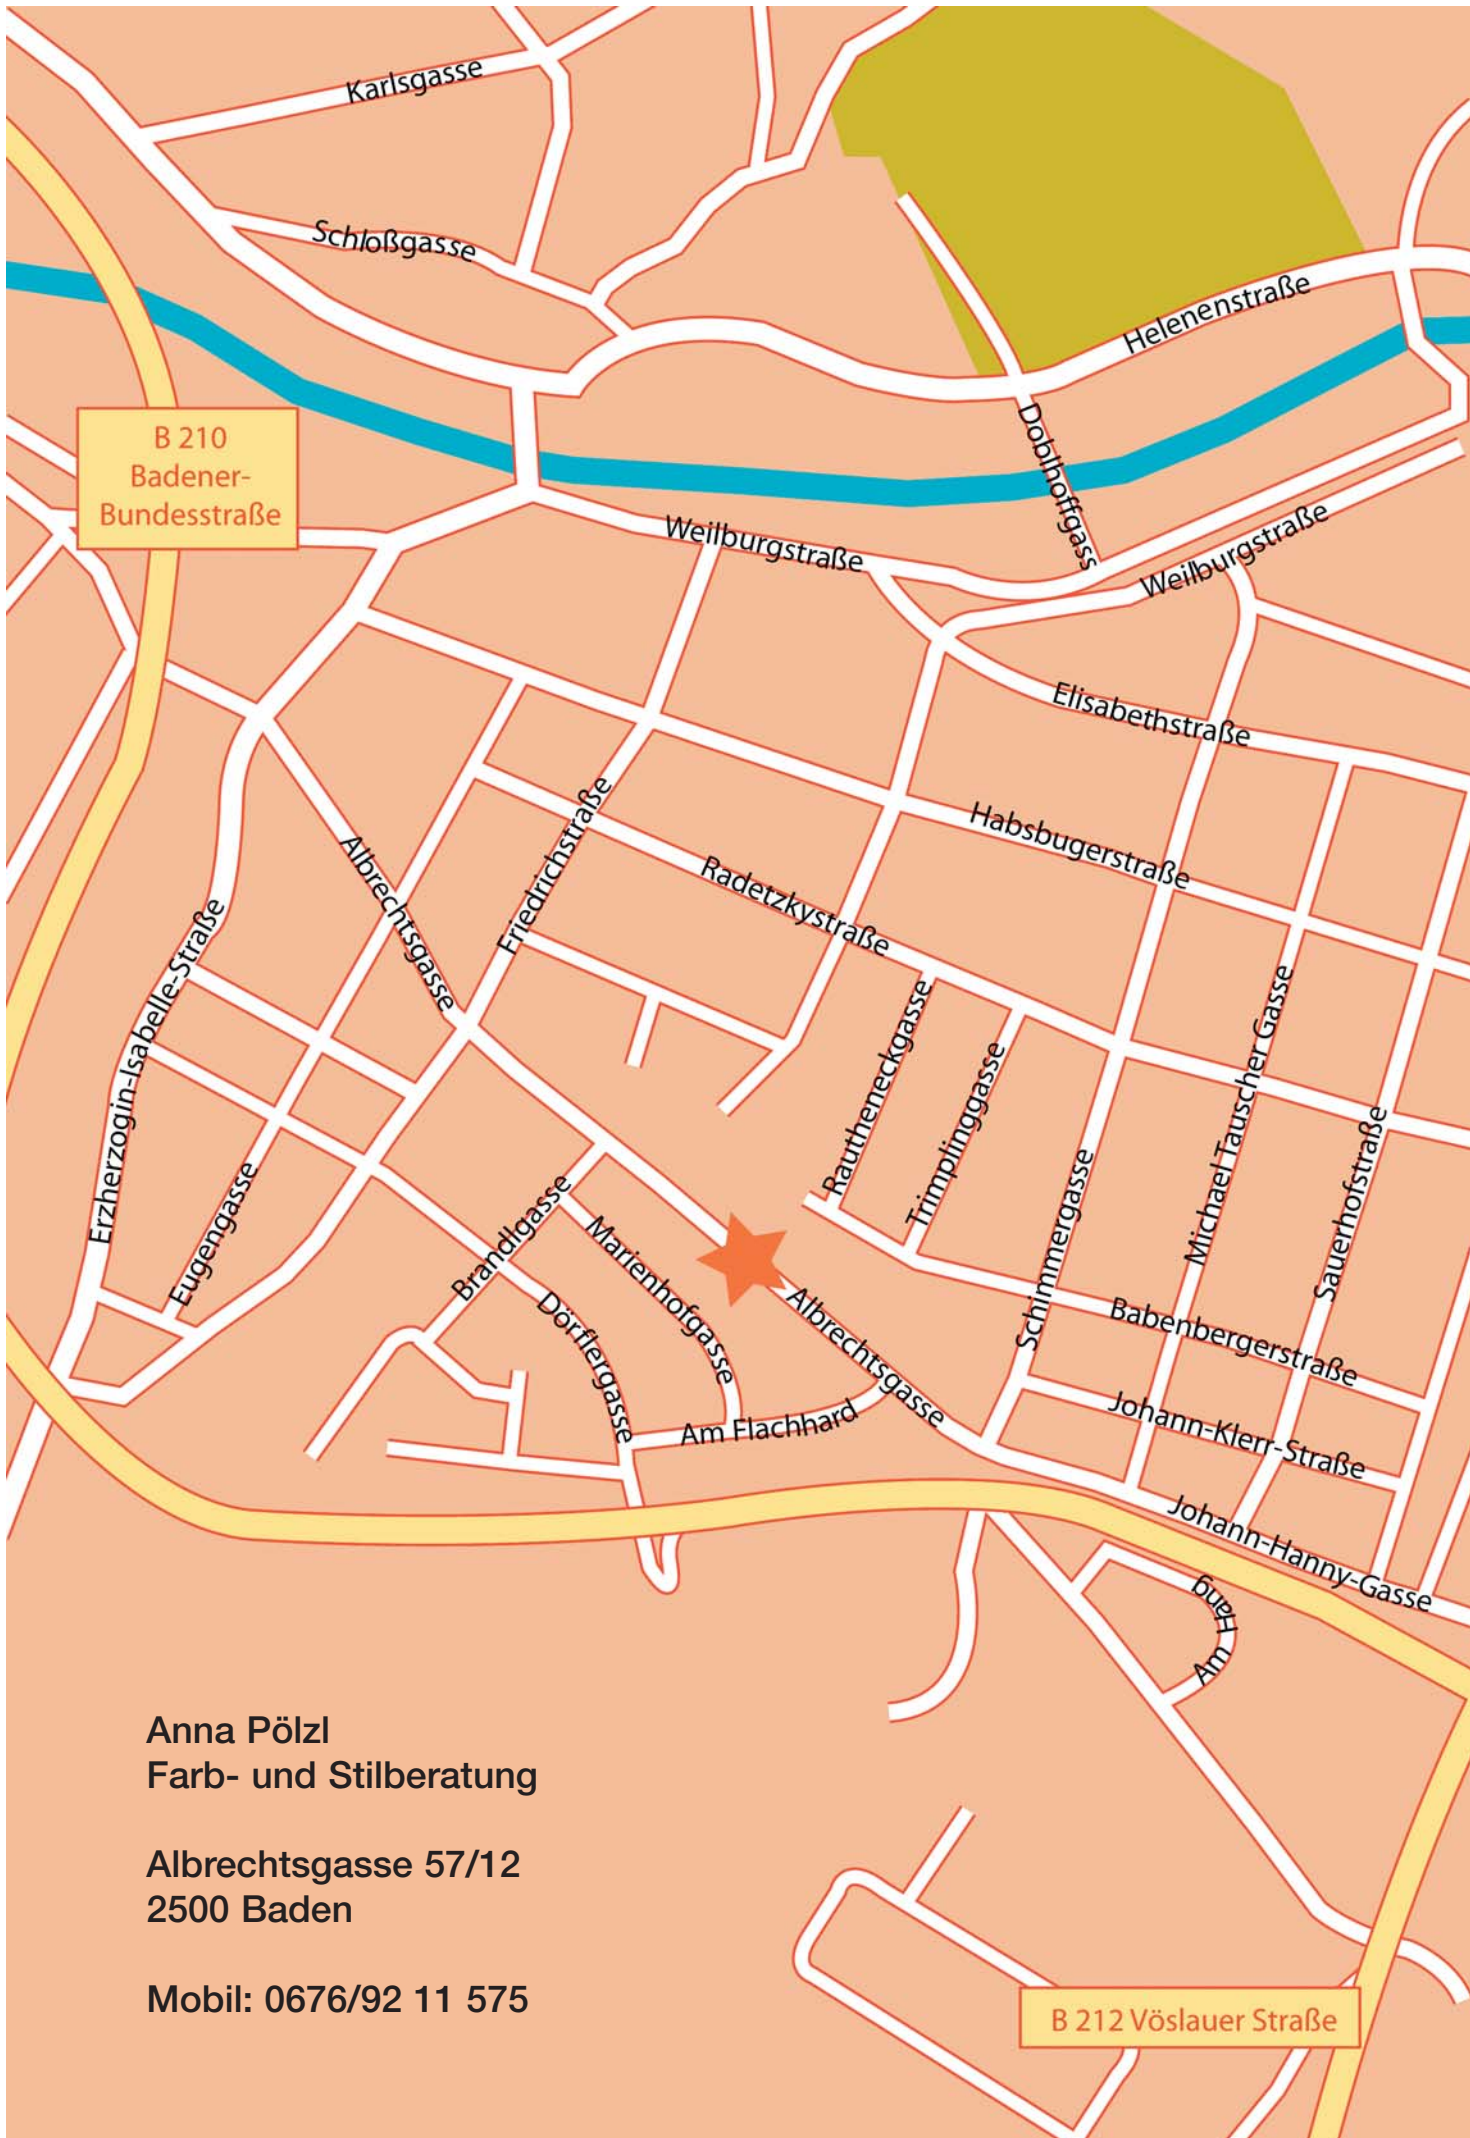 Karlsgasse
Schloßgasse
Helenenstraße
B 210
Badener-
Bundesstraße
Doblhoffgass
Weilburgstraße
Weilburgstraße
Elisabethstraße
Habsbugerstraße
Friedrichstraße
Albrechtsgasse
Radetzkystraße
Erzherzogin-Isabelle-Straße
Rautheneckgasse
Trimplinggasse
Michael Tauscher Gasse
Sauerhofstraße
Schimmergasse
Eugengasse
Brandlgasse
Marienhofgasse
Dörflergasse
Albrechtsgasse
Babenbergerstraße
Am Flachhard
Johann-Klerr-Straße
Johann-Hanny-Gasse
Am Hang
Anna Pölzl
Farb- und Stilberatung
Albrechtsgasse 57/12
2500 Baden
Mobil: 0676/92 11 575
B 212 Vöslauer Straße